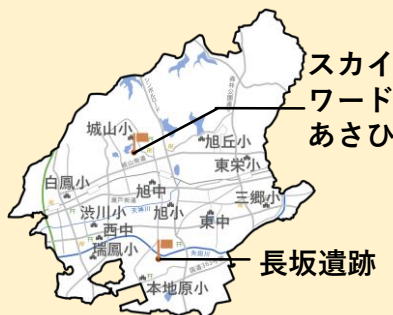 スカイ
ワード
あさひ
城山小
旭丘小
東栄小
白鳳小
旭中
三郷小
渋川小
旭小
東中
西中
瑞鳳小
長坂遺跡
本地原小